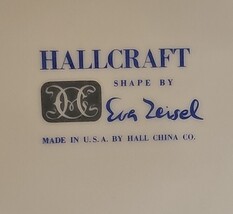 HALLCRAFT
SHAPE BY
Eva Zeisel
MADE IN U.S.A. BY HALL CHINA CO.